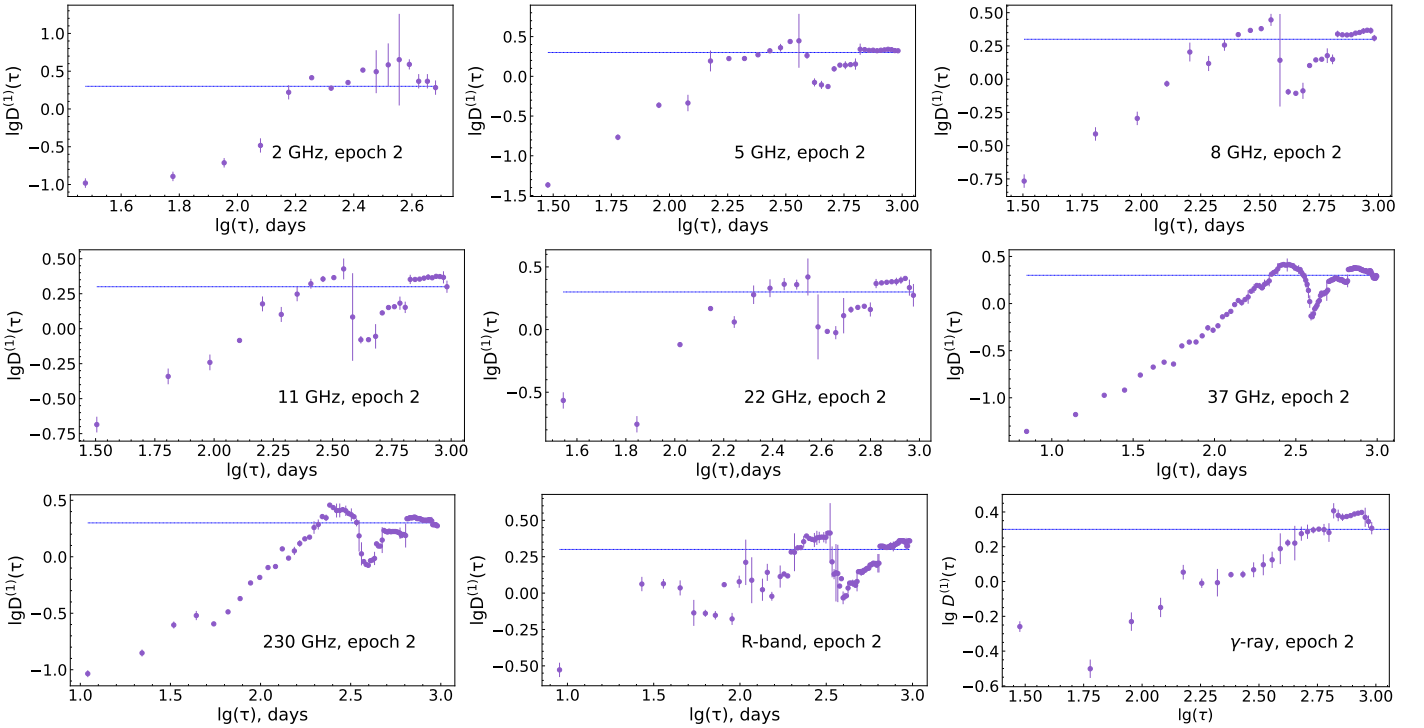 1.0
0.5
0.0
−0.5
−1.0
lgD(1)(τ)
1.6 1.8 2.0 2.2 2.4 2.6
lg(τ), days
2 GHz, epoch 2
0.5
0.0
−0.5
−1.0
−1.5
lgD(1)(τ)
1.50 1.75 2.00 2.25 2.50 2.75 3.00
lg(τ), days
5 GHz, epoch 2
0.50
0.25
0.00
−0.25
−0.50
−0.75
lgD(1)(τ)
1.50 1.75 2.00 2.25 2.50 2.75 3.00
lg(τ), days
8 GHz, epoch 2
0.50
0.25
0.00
−0.25
−0.50
−0.75
lgD(1)(τ)
1.50 1.75 2.00 2.25 2.50 2.75 3.00
lg(τ), days
11 GHz, epoch 2
0.5
0.0
−0.5
lgD(1)(τ)
1.6 1.8 2.0 2.2 2.4 2.6 2.8 3.0
lg(τ),days
22 GHz, epoch 2
0.5
0.0
−0.5
−1.0
lgD(1)(τ)
1.0 1.5 2.0 2.5 3.0
lg(τ), days
37 GHz, epoch 2
0.5
0.0
−0.5
−1.0
lgD(1)(τ)
1.0 1.5 2.0 2.5 3.0
lg(τ), days
230 GHz, epoch 2
0.50
0.25
0.00
−0.25
−0.50
lgD(1)(τ)
1.0 1.5 2.0 2.5 3.0
lg(τ), days
R-band, epoch 2
0.4
0.2
0.0
−0.2
−0.4
−0.6
lg D(1)(τ)
1.50 1.75 2.00 2.25 2.50 2.75 3.00
lg(τ)
γ-ray, epoch 2